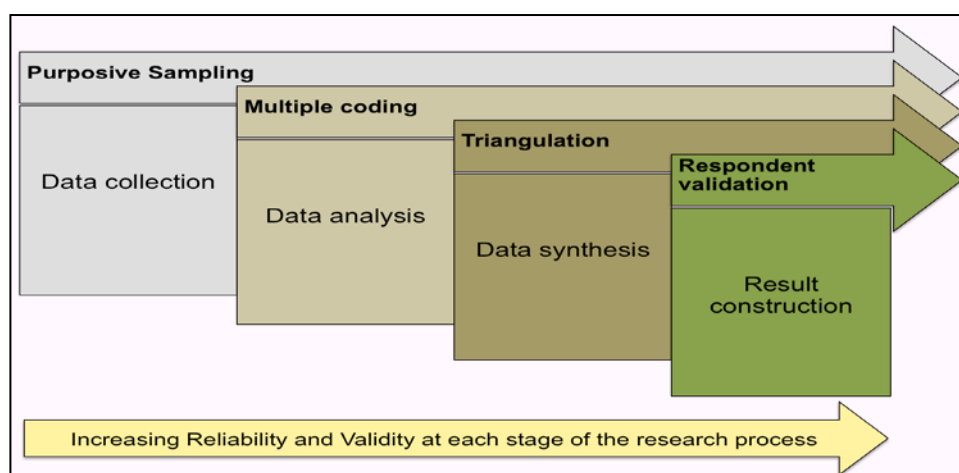 Purposive Sampling
Data collection
Multiple coding
Data analysis
Triangulation
Data synthesis
Respondent
validation
Result
construction
Increasing Reliability and Validity at each stage of the research process